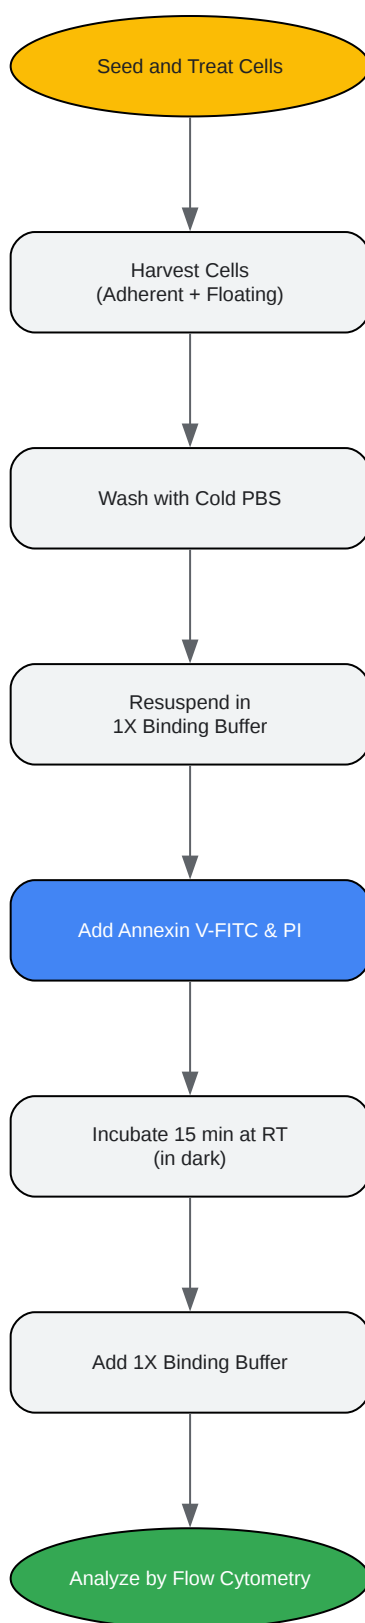 Seed and Treat Cells
Harvest Cells
(Adherent + Floating)
Wash with Cold PBS
Resuspend in
1X Binding Buffer
Add Annexin V-FITC & PI
Incubate 15 min at RT
(in dark)
Add 1X Binding Buffer
Analyze by Flow Cytometry